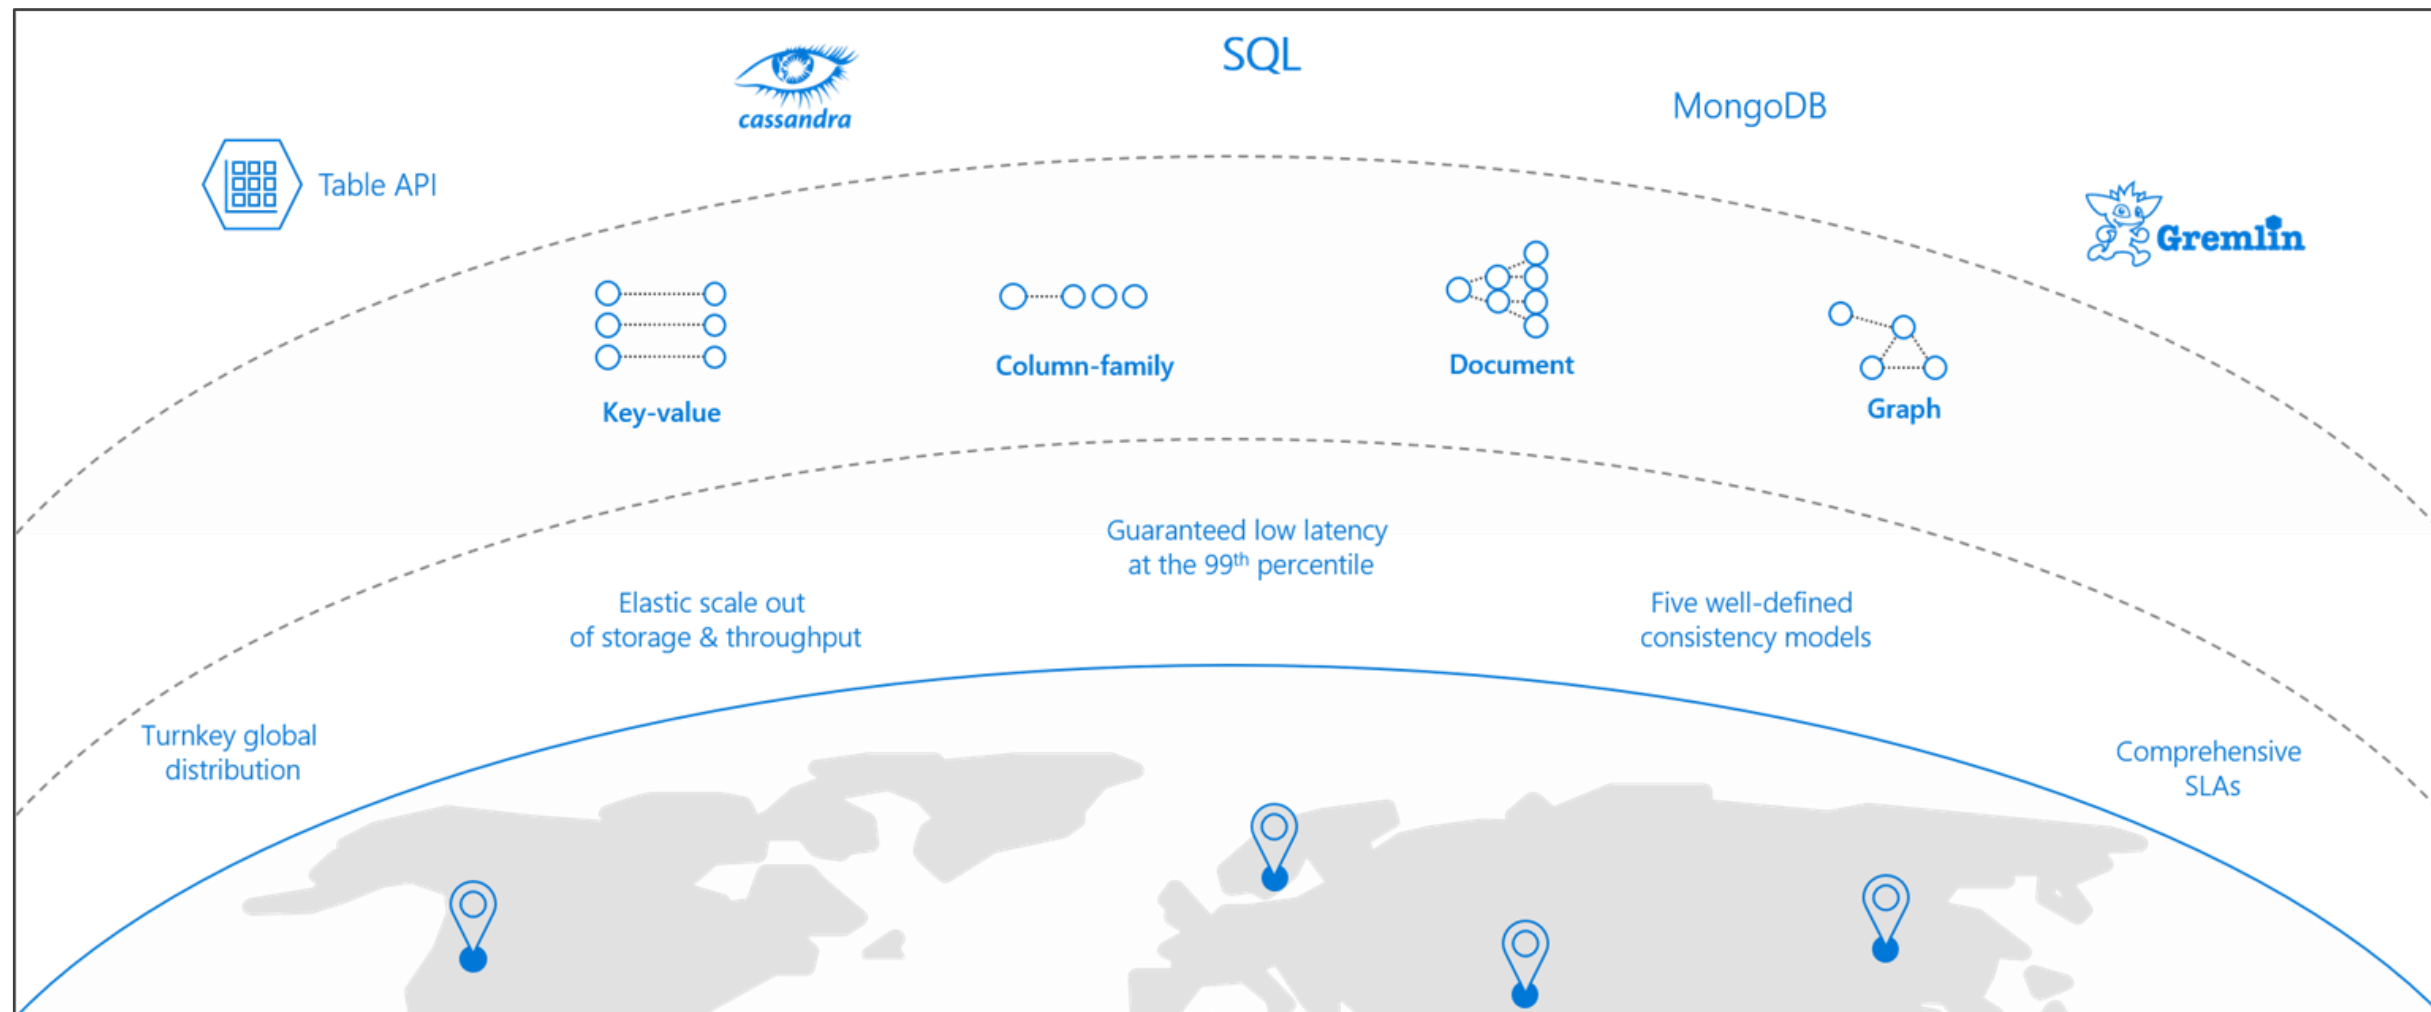 SQL
cassandra
MongoDB
Table API
Gremlin
Key-value
Column-family
Document
Graph
Guaranteed low latency
at the 99th percentile
Elastic scale out
of storage & throughput
Five well-defined
consistency models
Turnkey global
distribution
Comprehensive
SLAs